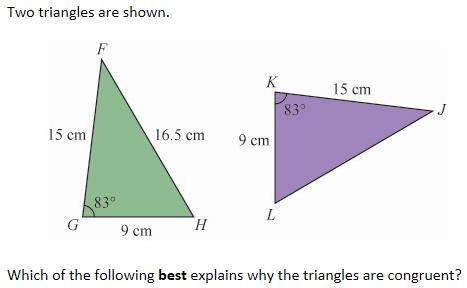 Two triangles are shown.
F
15 cm
16.5 cm
83°
G
9 cm
H
K
15 cm
83°
J
9 cm
L
Which of the following best explains why the triangles are congruent?